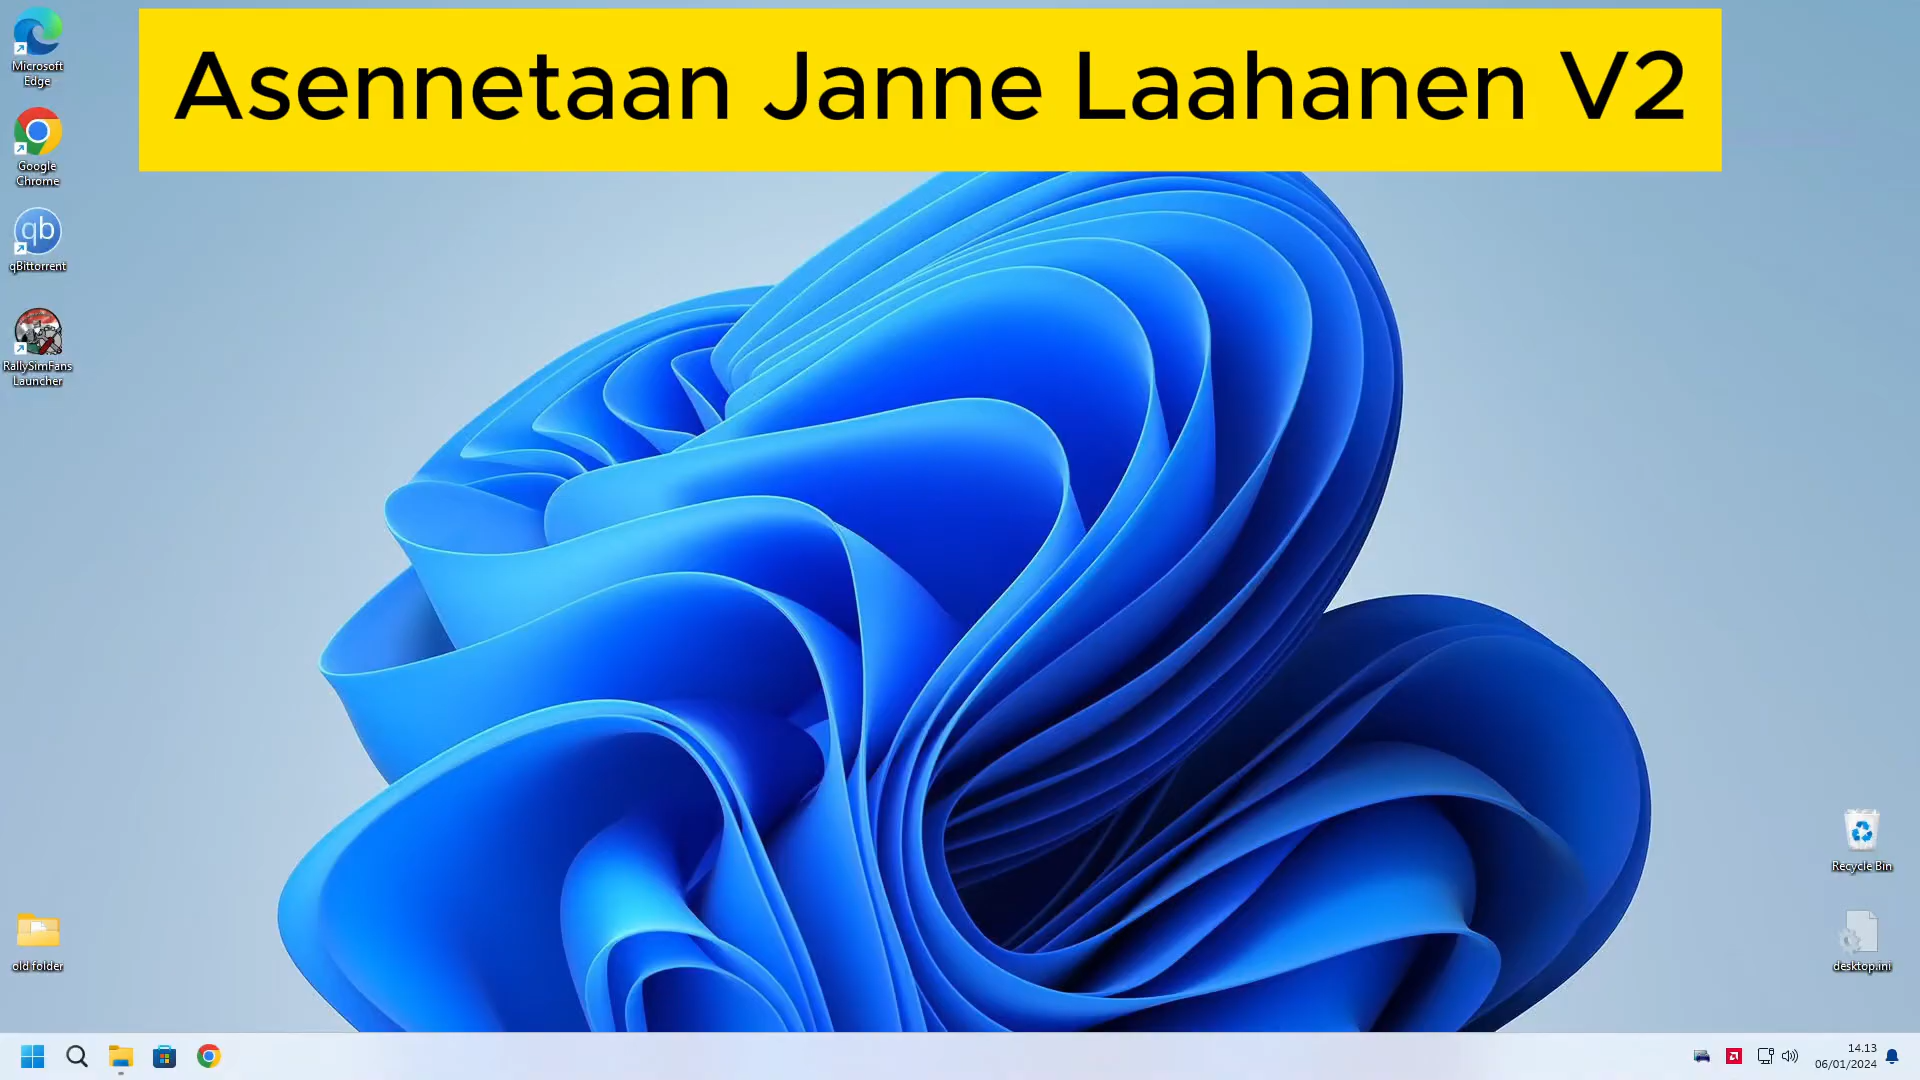 Asennetaan Janne Laahanen V2
Microsoft
Edge
Google
Chrome
qb
qBittorrent
RallySimFans
Launcher
Recycle Bin
old folder
desktop.ini
14.13
06/01/2024